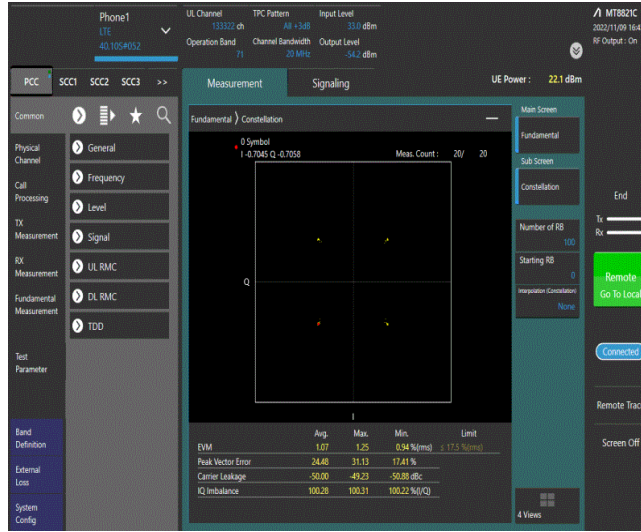 Phone1
LTE
40.10S#052
UL Channel
133322 ch
TPC Pattern
All +3dB
Input Level
33.0 dBm
Operation Band
71
Channel Bandwidth
20 MHz
Output Level
-54.2 dBm
MT8821C
2022/11/09 16:4
RF Output : On
PCC SCC1 SCC2 SCC3 >>
Measurement
Signaling
UE Power : 22.1 dBm
Common
Physical
Channel
Call
Processing
TX
Measurement
RX
Measurement
Fundamental
Measurement
Test
Parameter
Band
Definition
External
Loss
System
Config
General
Frequency
Level
Signal
UL RMC
DL RMC
TDD
Fundamental Constellation
0 Symbol
I -0.7045 Q -0.7058
Meas. Count : 20/ 20
Q
I
Avg. Max. Min. Limit
EVM 1.07 1.25 0.94 %(rms) ≤ 17.5 %(rms)
Peak Vector Error 24.48 31.13 17.41 %
Carrier Leakage -50.00 -49.23 -50.88 dBc
IQ Imbalance 100.28 100.31 100.22 %(I/Q)
Main Screen
Fundamental
Sub Screen
Constellation
Number of RB
100
Starting RB
0
Interpolation (Constellation)
None
4 Views
End
Tx
Rx
Remote
Go To Local
Connected
Remote Trac
Screen Off